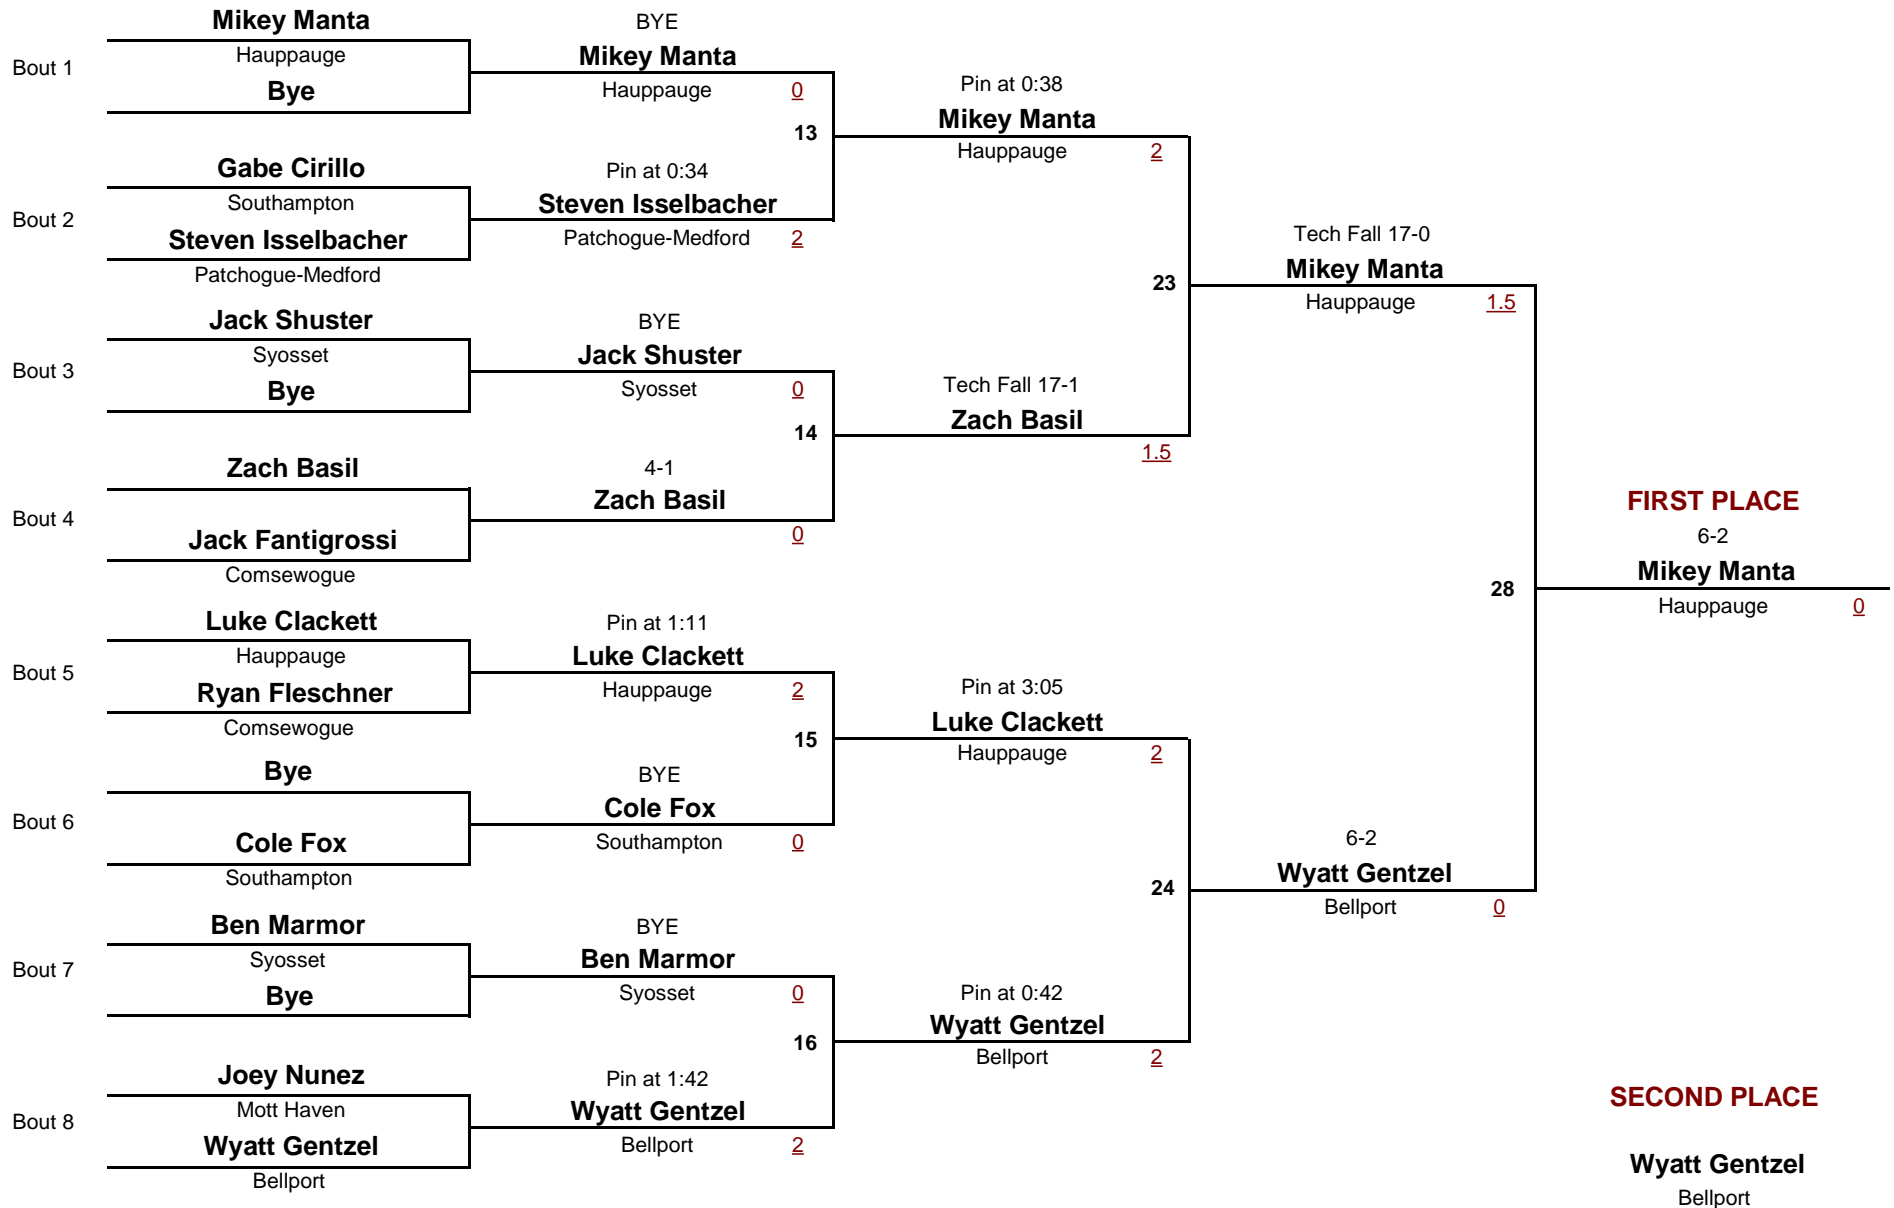 Mikey Manta
Bout 1
Hauppauge
Bye
Gabe Cirillo
Bout 2
Southampton
Steven Isselbacher
Patchogue-Medford
Jack Shuster
Bout 3
Syosset
Bye
Zach Basil
Bout 4
Jack Fantigrossi
Comsewogue
Luke Clackett
Bout 5
Hauppauge
Ryan Fleschner
Comsewogue
Bye
Bout 6
Cole Fox
Southampton
Ben Marmor
Bout 7
Syosset
Bye
Joey Nunez
Bout 8
Mott Haven
Wyatt Gentzel
Bellport
BYE
Mikey Manta
Hauppauge 0
13
Pin at 0:34
Steven Isselbacher
Patchogue-Medford 2
BYE
Jack Shuster
Syosset 0
14
4-1
Zach Basil
0
Pin at 1:11
Luke Clackett
Hauppauge 2
15
BYE
Cole Fox
Southampton 0
BYE
Ben Marmor
Syosset 0
16
Pin at 1:42
Wyatt Gentzel
Bellport 2
Pin at 0:38
Mikey Manta
Hauppauge 2
23
Tech Fall 17-1
Zach Basil
1.5
Pin at 3:05
Luke Clackett
Hauppauge 2
24
Pin at 0:42
Wyatt Gentzel
Bellport 2
Tech Fall 17-0
Mikey Manta
Hauppauge 1.5
28
6-2
Wyatt Gentzel
Bellport 0
FIRST PLACE
6-2
Mikey Manta
Hauppauge 0
SECOND PLACE
Wyatt Gentzel
Bellport